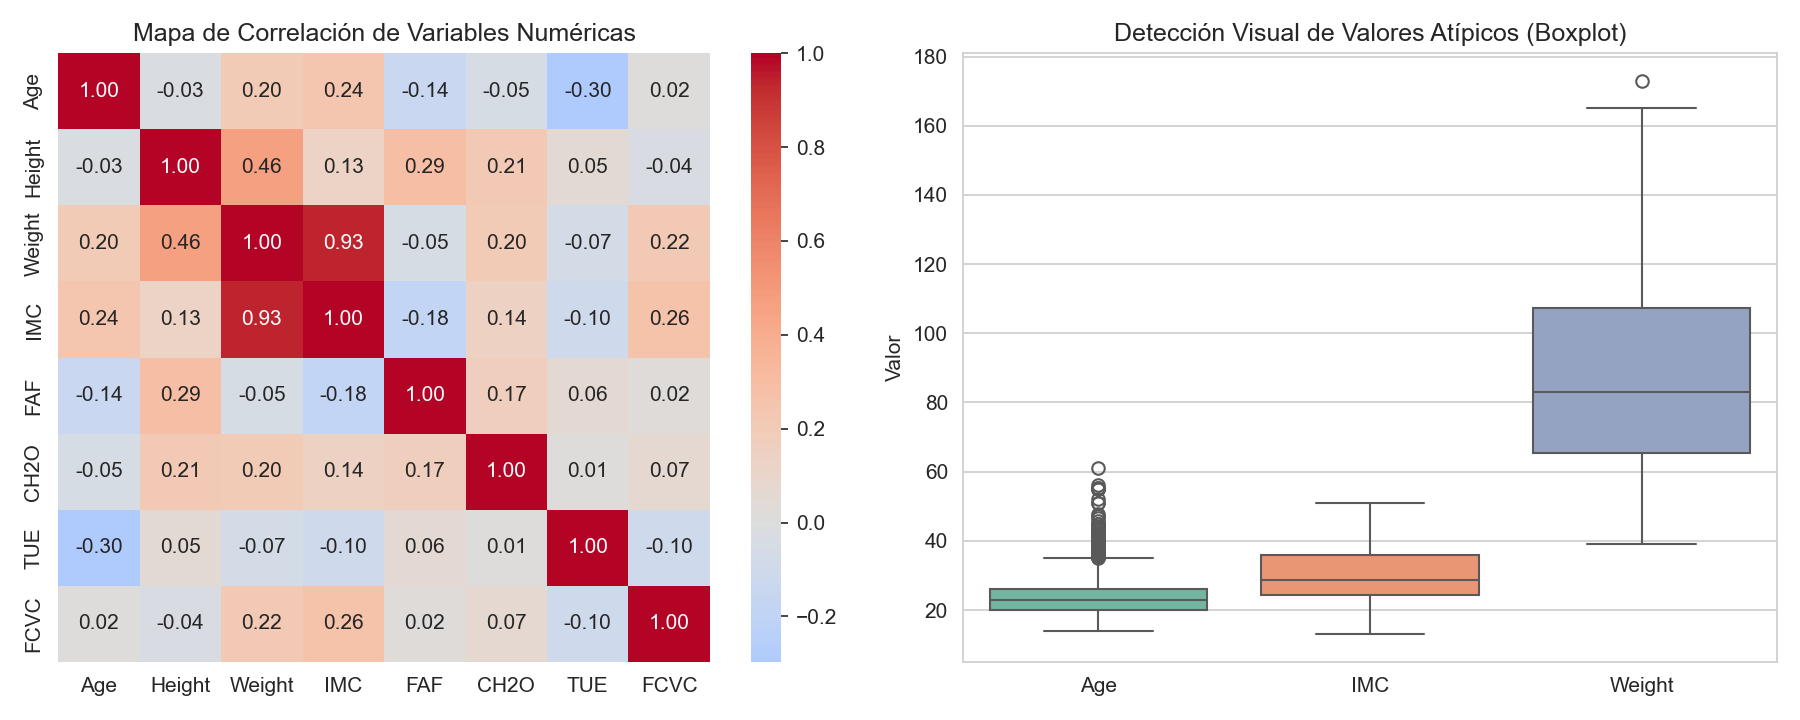 Mapa de Correlación de Variables Numéricas
Age 1.00 -0.03 0.20 0.24 -0.14 -0.05 -0.30 0.02
Height -0.03 1.00 0.46 0.13 0.29 0.21 0.05 -0.04
Weight 0.20 0.46 1.00 0.93 -0.05 0.20 -0.07 0.22
IMC 0.24 0.13 0.93 1.00 -0.18 0.14 -0.10 0.26
FAF -0.14 0.29 -0.05 -0.18 1.00 0.17 0.06 0.02
CH2O -0.05 0.21 0.20 0.14 0.17 1.00 0.01 0.07
TUE -0.30 0.05 -0.07 -0.10 0.06 0.01 1.00 -0.10
FCVC 0.02 -0.04 0.22 0.26 0.02 0.07 -0.10 1.00
Age Height Weight IMC FAF CH2O TUE FCVC
1.0
0.8
0.6
0.4
0.2
0.0
−0.2
Detección Visual de Valores Atípicos (Boxplot)
Valor
180
160
140
120
100
80
60
40
20
Age IMC Weight